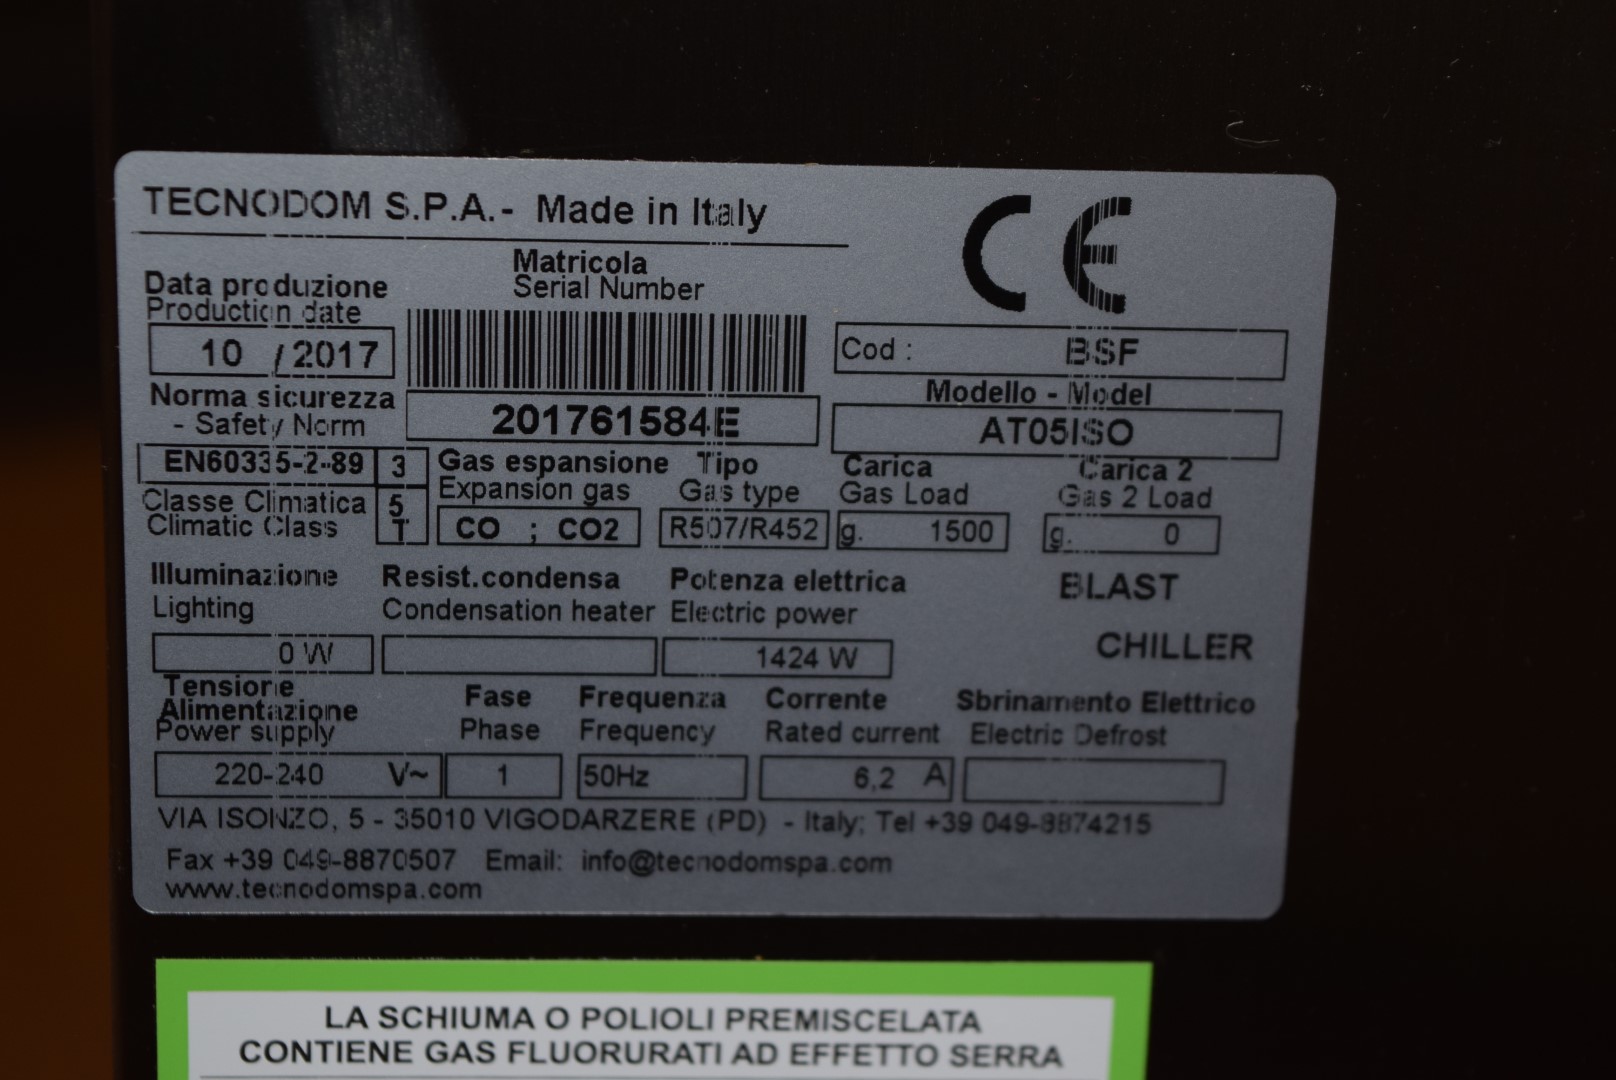 TECNODOM S.P.A.- Made in Italy
CE
Data produzione
Production date
10 / 2017
Matricola
Serial Number
201761584E
Cod : BSF
Modello - Model
AT05ISO
Norma sicurezza
- Safety Norm
EN60335-2-89 3
Classe Climatica 5
Climatic Class T
Gas espansione
Expansion gas
CO ; CO2
Tipo
Gas type
R507/R452
Carica
Gas Load
g. 1500
Carica 2
Gas 2 Load
g. 0
Illuminazione
Lighting
0 W
Resist.condensa
Condensation heater
Potenza elettrica
Electric power
1424 W
BLAST
CHILLER
Tensione
Alimentazione
Power supply
220-240 V~
Fase
Phase
1
Frequenza
Frequency
50Hz
Corrente
Rated current
6,2 A
Sbrinamento Elettrico
Electric Defrost
VIA ISONZO, 5 - 35010 VIGODARZERE (PD) - Italy; Tel +39 049-8874215
Fax +39 049-8870507 Email: info@tecnodomspa.com
www.tecnodomspa.com
LA SCHIUMA O POLIOLI PREMISCELATA
CONTIENE GAS FLUORURATI AD EFFETTO SERRA